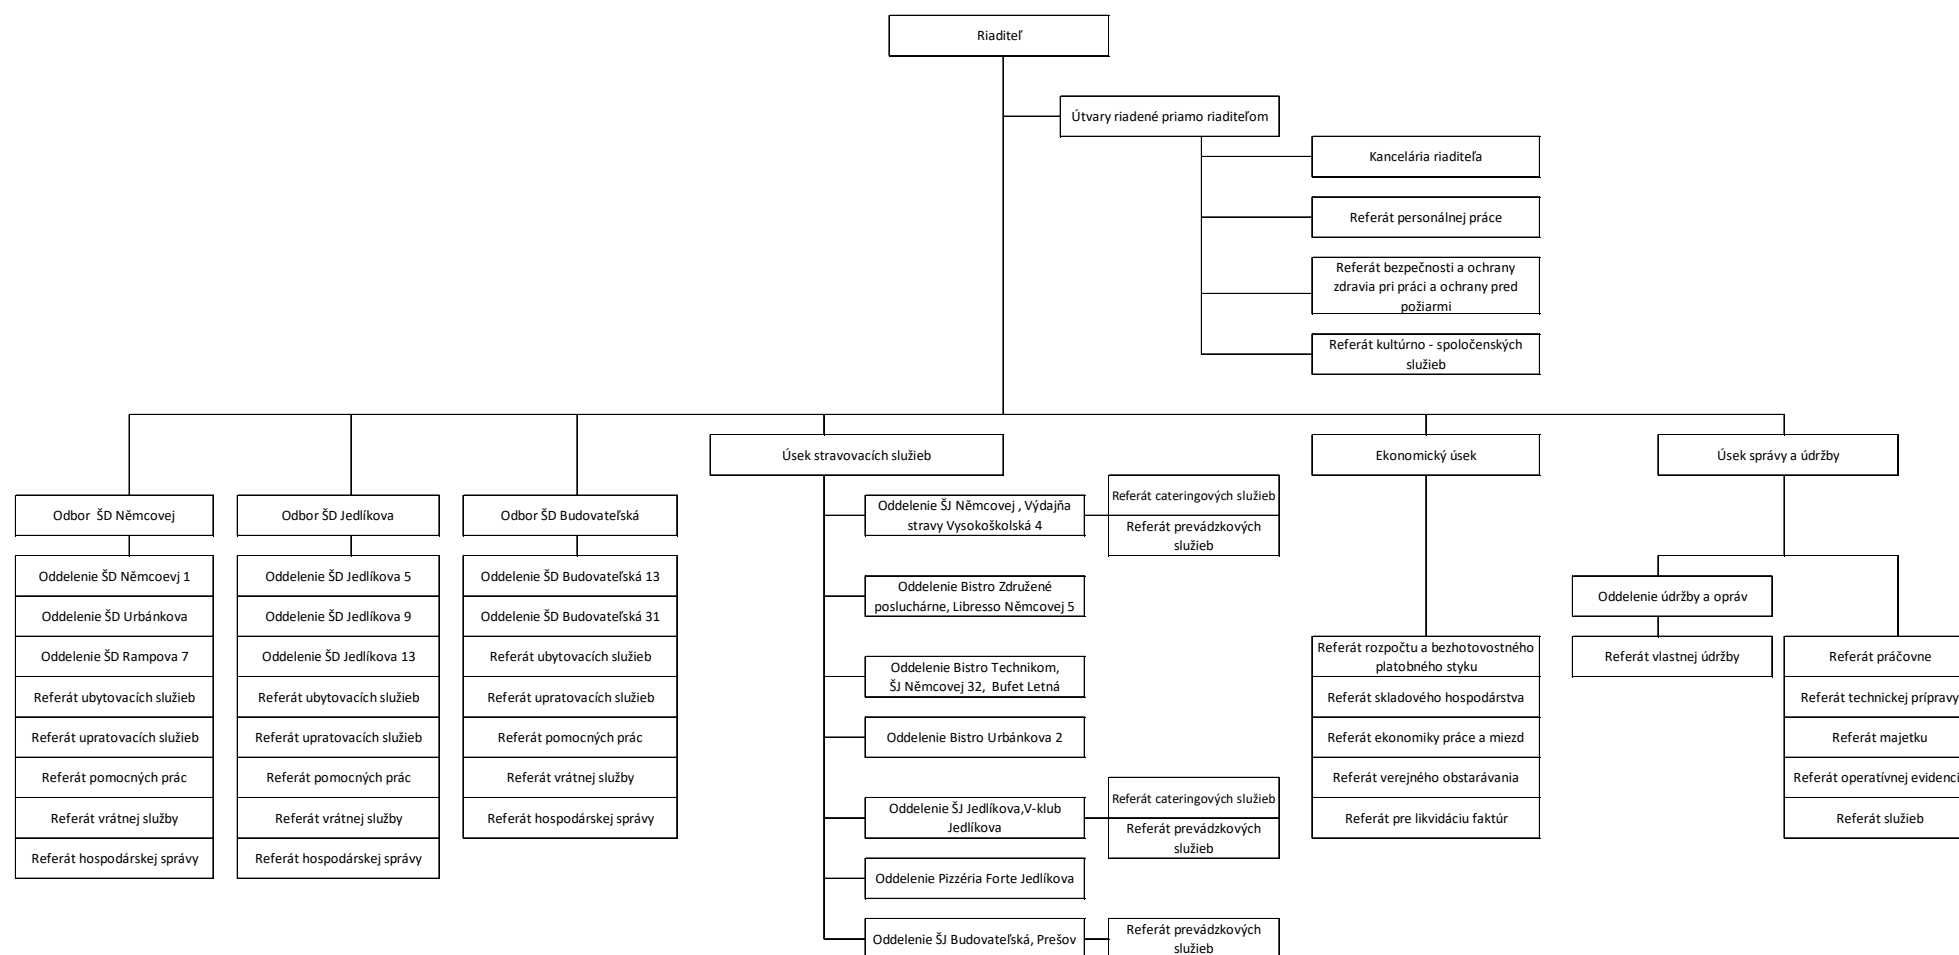 Riaditeľ
Útvary riadené priamo riaditeľom
Kancelária riaditeľa
Referát personálnej práce
Referát bezpečnosti a ochrany
zdravia pri práci a ochrany pred
požiarmi
Referát kultúrno - spoločenských
služieb
Odbor ŠD Němcovej
Oddelenie ŠD Němcoevj 1
Oddelenie ŠD Urbánkova
Oddelenie ŠD Rampova 7
Referát ubytovacích služieb
Referát upratovacích služieb
Referát pomocných prác
Referát vrátnej služby
Referát hospodárskej správy
Odbor ŠD Jedlíkova
Oddelenie ŠD Jedlíkova 5
Oddelenie ŠD Jedlíkova 9
Oddelenie ŠD Jedlíkova 13
Referát ubytovacích služieb
Referát upratovacích služieb
Referát pomocných prác
Referát vrátnej služby
Referát hospodárskej správy
Odbor ŠD Budovateľská
Oddelenie ŠD Budovateľská 13
Oddelenie ŠD Budovateľská 31
Referát ubytovacích služieb
Referát upratovacích služieb
Referát pomocných prác
Referát vrátnej služby
Referát hospodárskej správy
Úsek stravovacích služieb
Oddelenie ŠJ Němcovej , Výdajňa
stravy Vysokoškolská 4
Referát cateringových služieb
Referát prevádzkových
služieb
Oddelenie Bistro Združené
poslucharne, Libresso Němcovej 5
Oddelenie Bistro Technikom,
ŠJ Němcovej 32, Bufet Letná
Oddelenie Bistro Urbánkova 2
Oddelenie ŠJ Jedlíkova,V-klub
Jedlíkova
Referát cateringových služieb
Referát prevádzkových
služieb
Oddelenie Pizzéria Forte Jedlíkova
Oddelenie ŠJ Budovateľská, Prešov
Referát prevádzkových
služieb
Ekonomický úsek
Referát rozpočtu a bezhotovostného
platobného styku
Referát skladového hospodárstva
Referát ekonomiky práce a miezd
Referát verejného obstarávania
Referát pre likvidáciu faktúr
Úsek správy a údržby
Oddelenie údržby a opráv
Referát vlastnej údržby
Referát práčovne
Referát technickej prípravy
Referát majetku
Referát operatívnej evidenci
Referát služieb